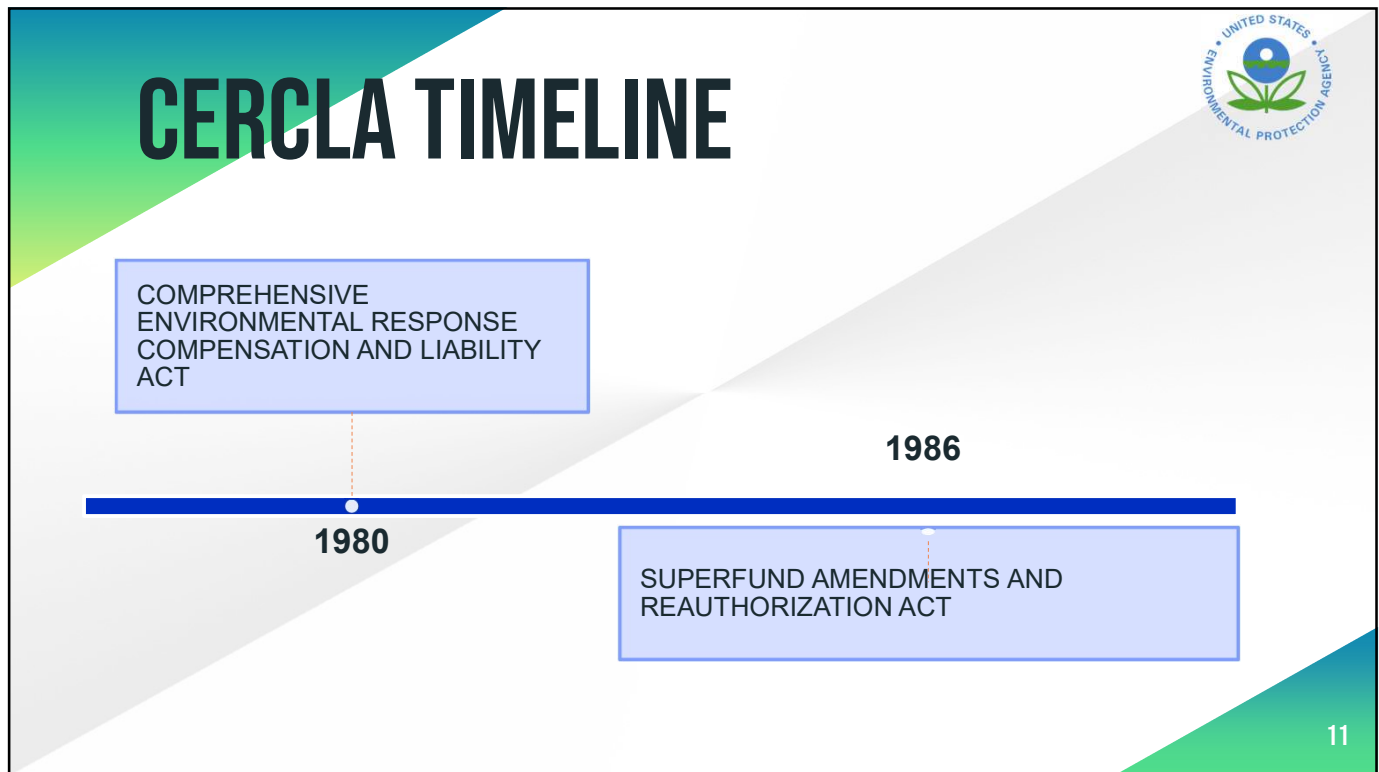 CERCLA TIMELINE
UNITED STATES
ENVIRONMENTAL PROTECTION AGENCY
COMPREHENSIVE
ENVIRONMENTAL RESPONSE
COMPENSATION AND LIABILITY
ACT
1986
1980
SUPERFUND AMENDMENTS AND
REAUTHORIZATION ACT
11